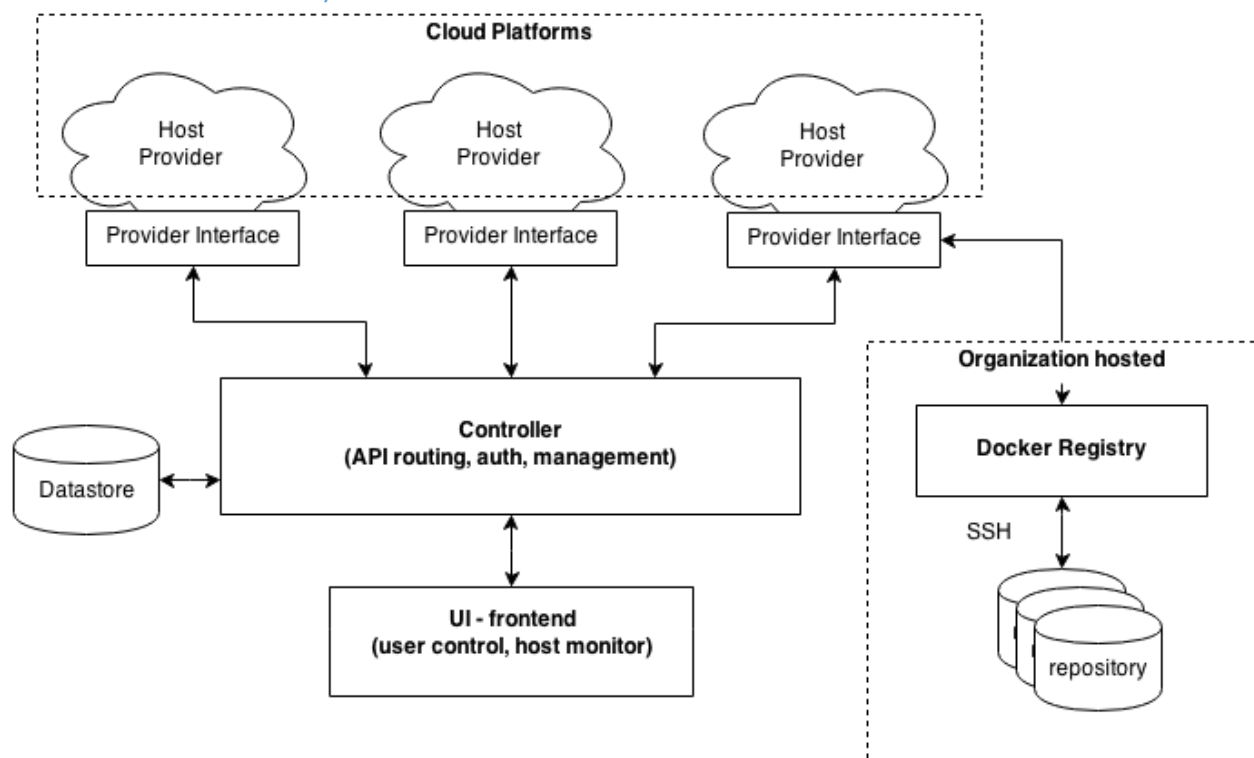 Cloud Platforms
Host
Provider
Host
Provider
Host
Provider
Provider Interface
Provider Interface
Provider Interface
Organization hosted
Controller
(API routing, auth, management)
Docker Registry
Datastore
SSH
UI - frontend
(user control, host monitor)
repository